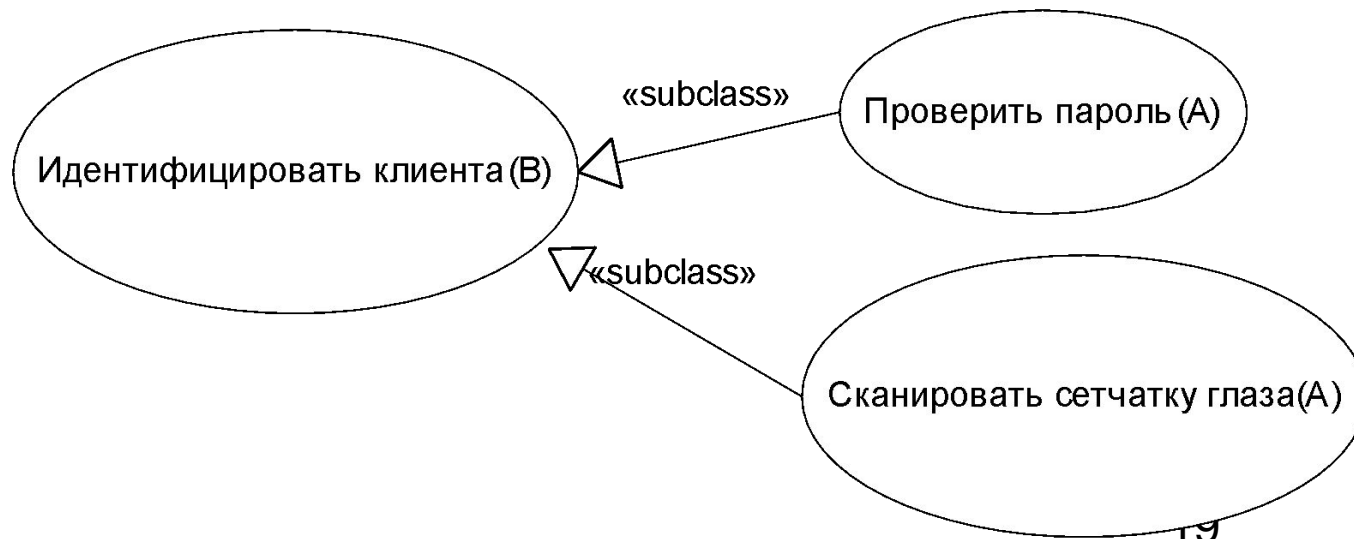 «subclass»
Проверить пароль (A)
Идентифицировать клиента (B)
«subclass»
Сканировать сетчатку глаза(A)
19